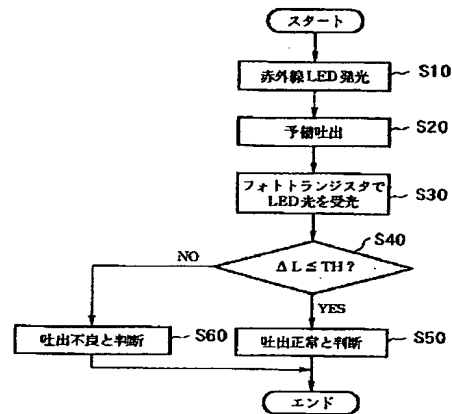 スタート
赤外線LED発光
S10
予備吐出
S20
フォトトランジスタで
LED光を受光
S30
S40
ΔL≦TH?
NO
YES
吐出不良と判断
S60
吐出正常と判断
S50
エンド